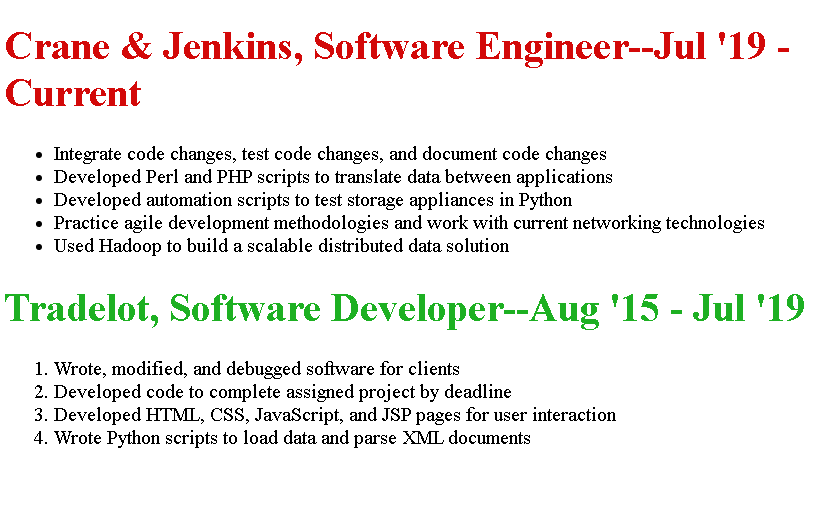 Crane & Jenkins, Software Engineer--Jul '19 -
Current
• Integrate code changes, test code changes, and document code changes
• Developed Perl and PHP scripts to translate data between applications
• Developed automation scripts to test storage appliances in Python
• Practice agile development methodologies and work with current networking technologies
• Used Hadoop to build a scalable distributed data solution
Tradelot, Software Developer--Aug '15 - Jul '19
1. Wrote, modified, and debugged software for clients
2. Developed code to complete assigned project by deadline
3. Developed HTML, CSS, JavaScript, and JSP pages for user interaction
4. Wrote Python scripts to load data and parse XML documents